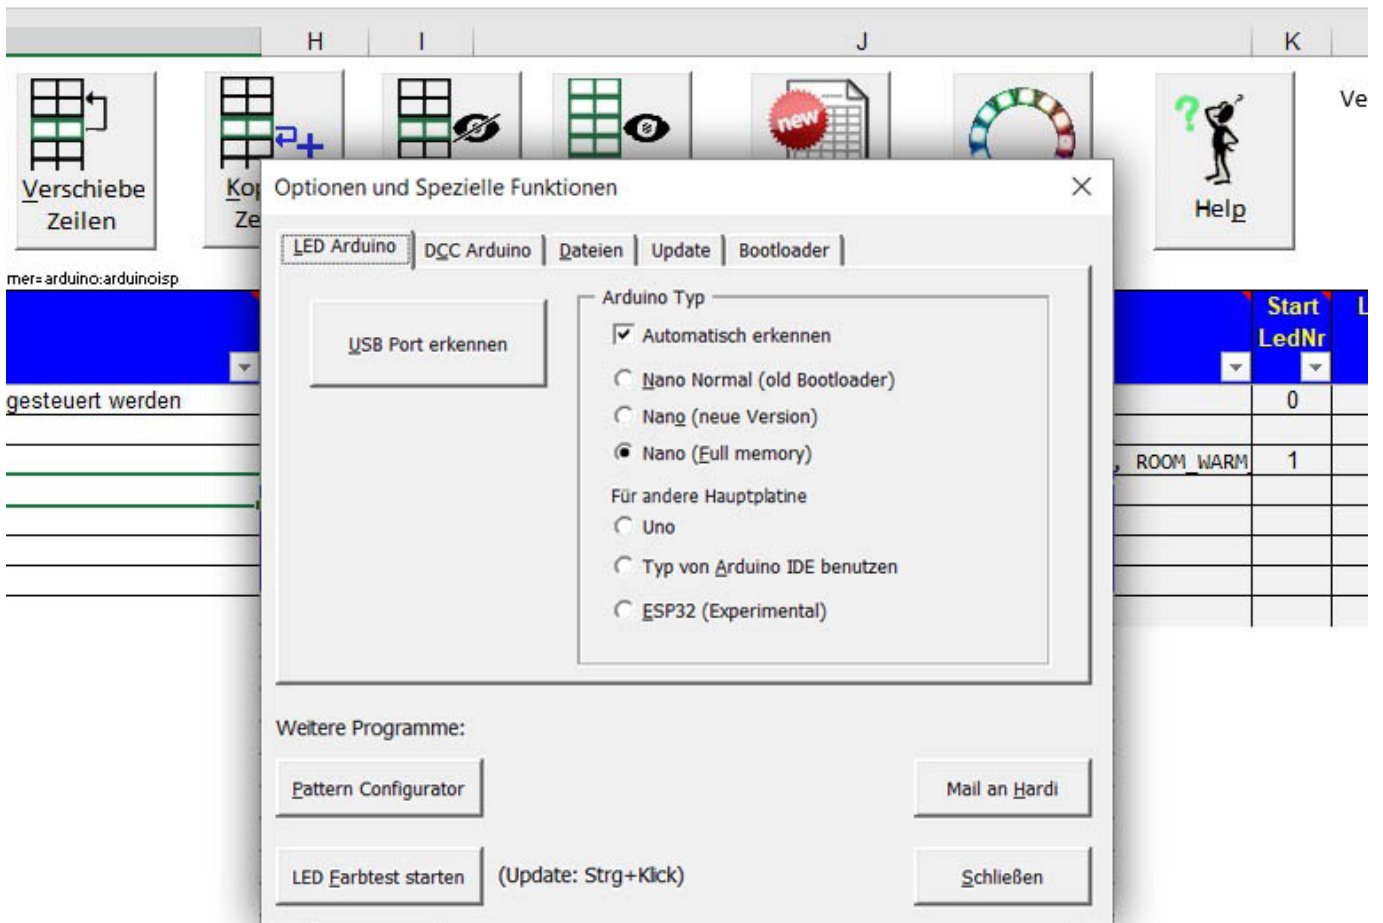 H I J K
Verschiebe
Zeilen
new
Help
Optionen und Spezielle Funktionen
LED Arduino DCC Arduino Dateien Update Bootloader
mer=arduino:arduinoisp
Start
LedNr
gesteuert werden
0
, ROOM_WARM
1
USB Port erkennen
Arduino Typ
Automatisch erkennen
Nano Normal (old Bootloader)
Nano (neue Version)
Nano (Full memory)
Für andere Hauptplatine
Uno
Typ von Arduino IDE benutzen
ESP32 (Experimental)
Weitere Programme:
Pattern Configurator
Mail an Hardi
LED Farbtest starten
(Update: Strg+Klick)
Schließen